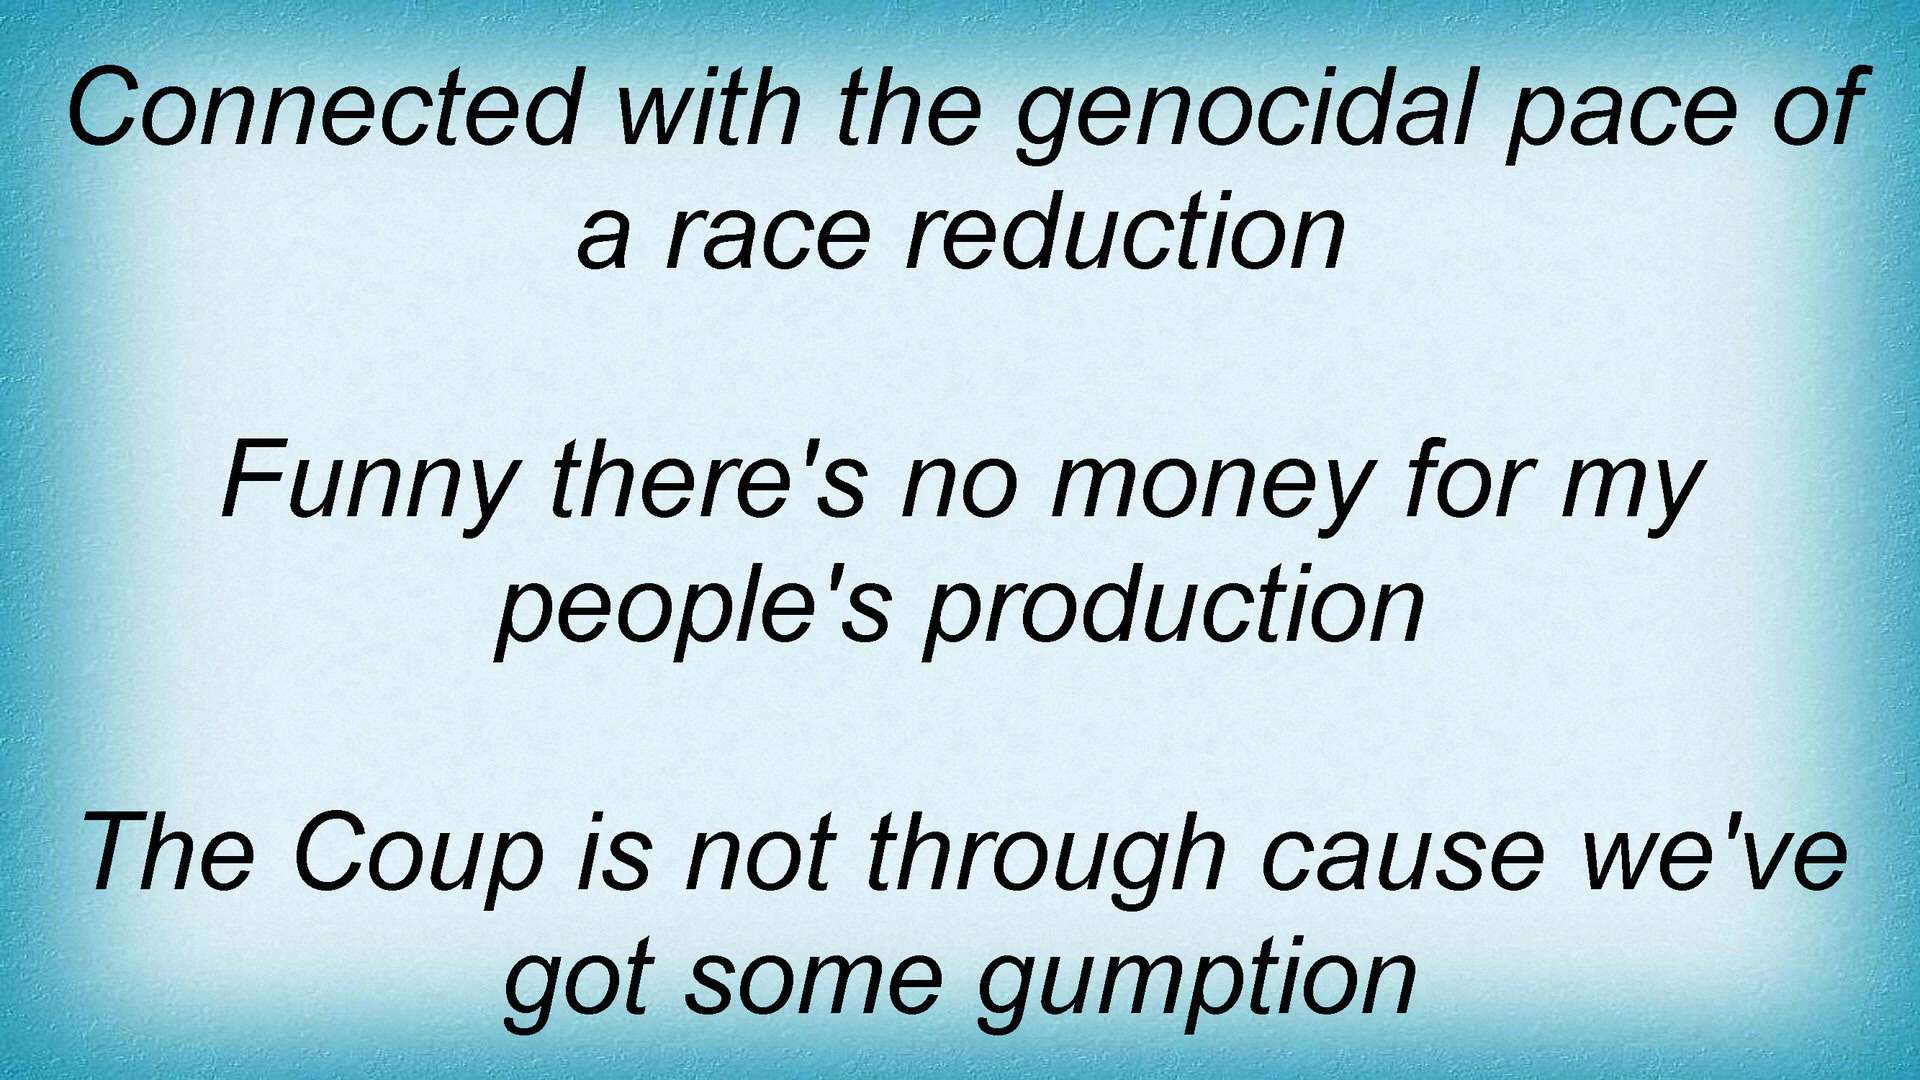 Connected with the genocidal pace of
a race reduction
Funny there's no money for my
people's production
The Coup is not through cause we've
got some gumption